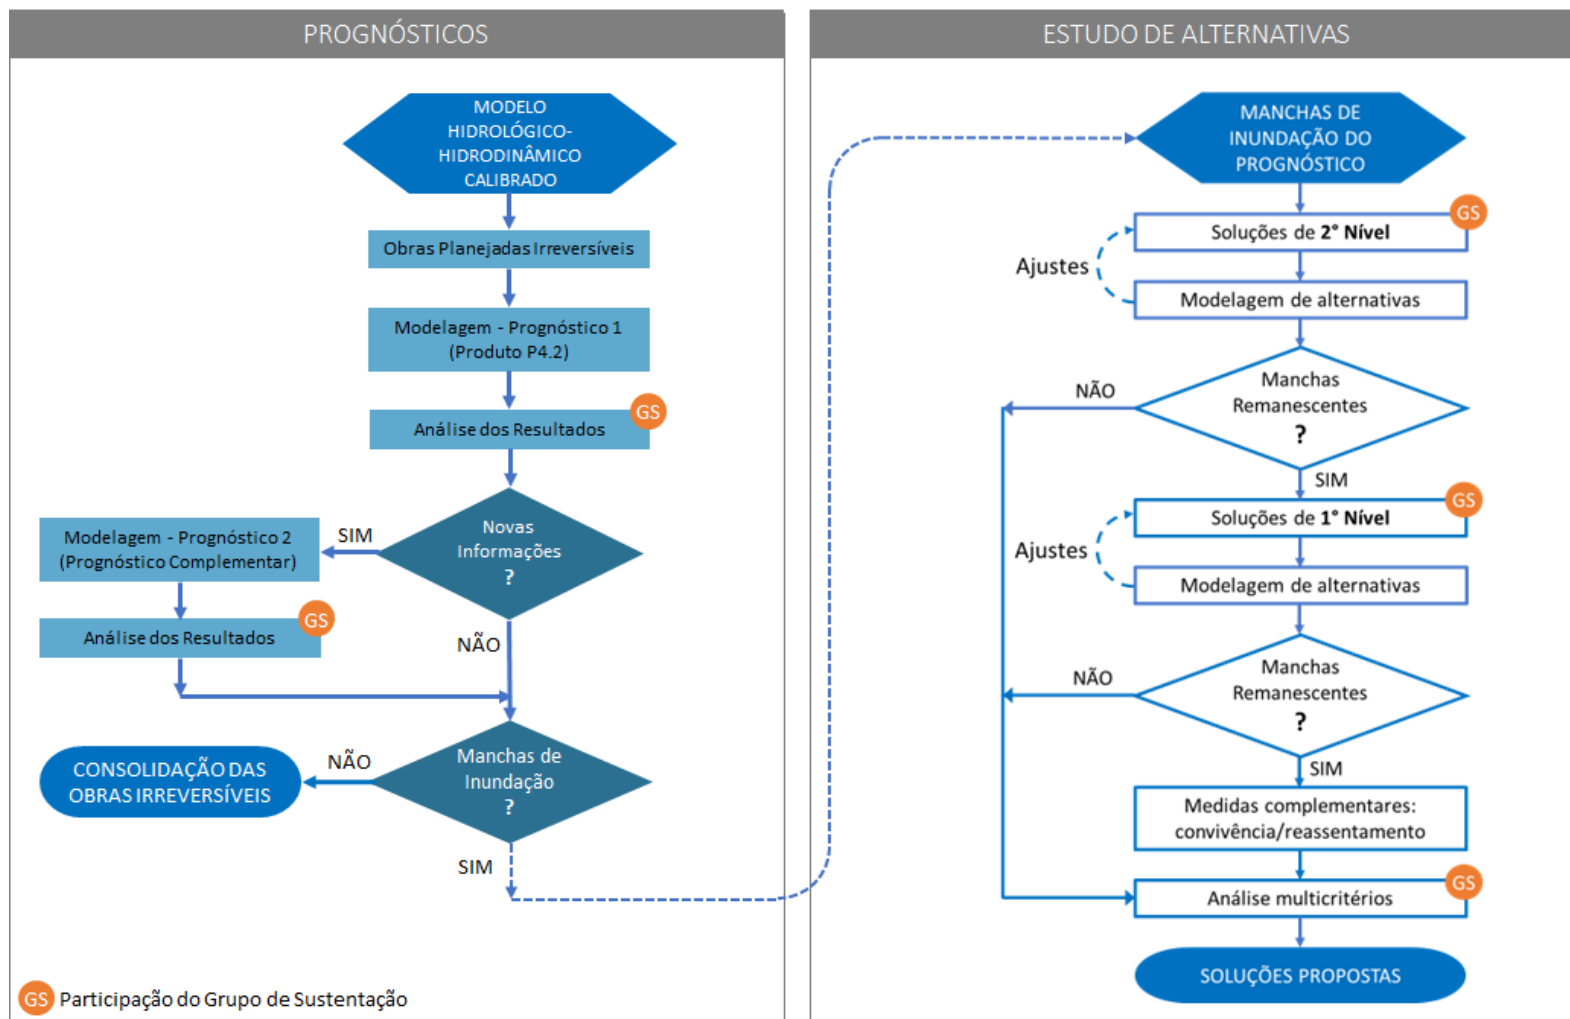 PROGNÓSTICOS
MODELO
HIDROLÓGICO-
HIDRODINÂMICO
CALIBRADO
Obras Planejadas Irreversíveis
Modelagem - Prognóstico 1
(Produto P4.2)
Análise dos Resultados
GS
Novas
Informações
?
SIM
Modelagem - Prognóstico 2
(Prognóstico Complementar)
Análise dos Resultados
GS
NÃO
Manchas de
Inundação
?
NÃO
CONSOLIDAÇÃO DAS
OBRAS IRREVERSÍVEIS
SIM
GS Participação do Grupo de Sustentação
ESTUDO DE ALTERNATIVAS
MANCHAS DE
INUNDAÇÃO DO
PROGNÓSTICO
Soluções de 2° Nível
GS
Ajustes
Modelagem de alternativas
Manchas
Remanescentes
?
NÃO
SIM
Soluções de 1° Nível
GS
Ajustes
Modelagem de alternativas
Manchas
Remanescentes
?
NÃO
SIM
Medidas complementares:
convivência/reassentamento
Análise multicritérios
GS
SOLUÇÕES PROPOSTAS